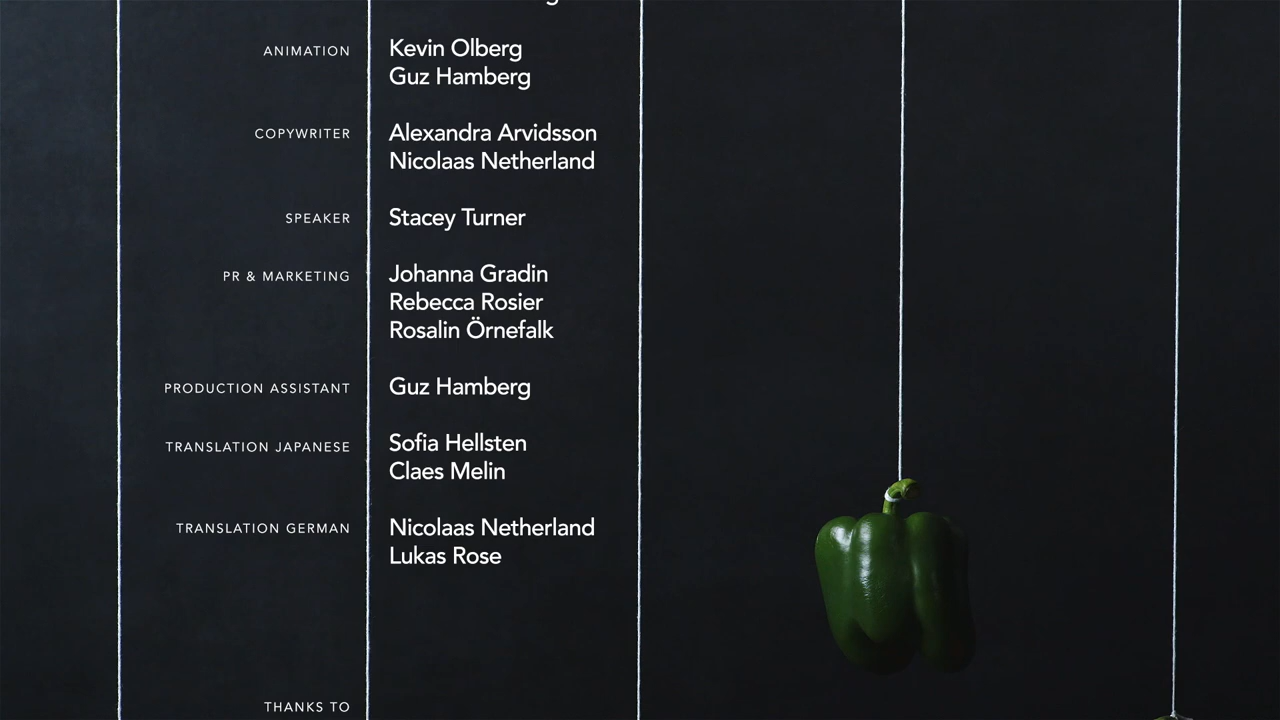 ANIMATION Kevin Olberg
Guz Hamberg
COPYWRITER Alexandra Arvidsson
Nicolaas Netherland
SPEAKER Stacey Turner
PR & MARKETING Johanna Gradin
Rebecca Rosier
Rosalin Örnefalk
PRODUCTION ASSISTANT Guz Hamberg
TRANSLATION JAPANESE Sofia Hellsten
Claes Melin
TRANSLATION GERMAN Nicolaas Netherland
Lukas Rose
THANKS TO